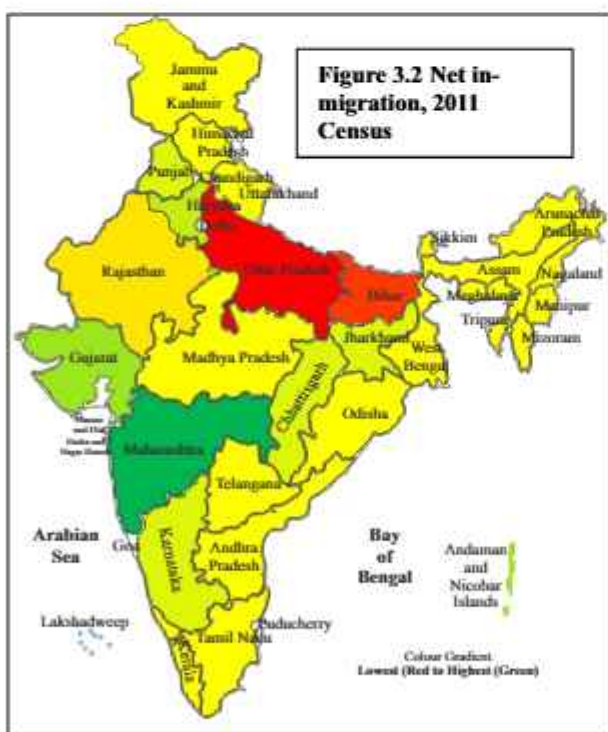 Figure 3.2 Net in-
migration, 2011
Census
Jammu
and
Kashmir
Himachal
Pradesh
Punjab
Chandigarh
Uttarakhand
Haryana
Rajasthan
Uttar Pradesh
Bihar
Sikkim
Arunachal
Pradesh
Assam
Nagaland
Meghalaya
Manipur
Tripura
Mizoram
Gujarat
Madhya Pradesh
Jharkhand
West
Bengal
Chhattisgarh
Odisha
Maharashtra
Telangana
Arabian
Sea
Goa
Karnataka
Andhra
Pradesh
Bay
of
Bengal
Andaman
and
Nicobar
Islands
Lakshadweep
Kerala
Tamil Nadu
Puducherry
Colour Gradient
Lowest (Red to Highest (Green)